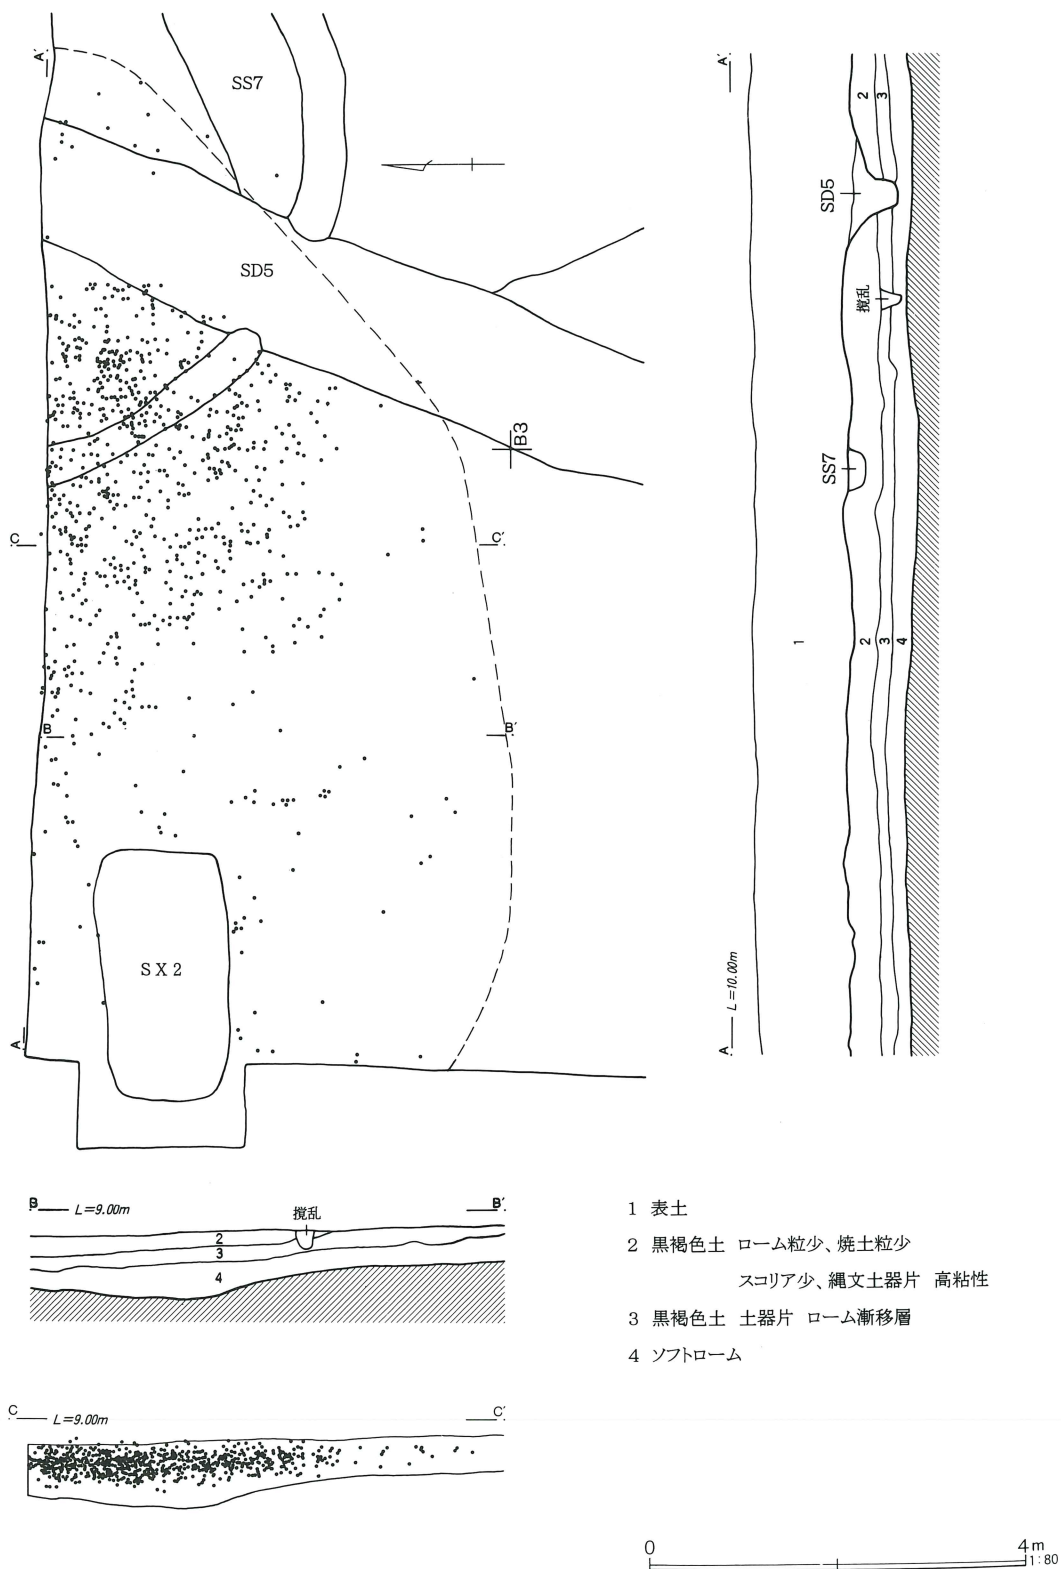 A′
SS7
SD5
B3
C
C′
B
B′
SX2
A
A′
2
3
SD5
撹乱
SS7
1
2
3
4
A
L=10.00m
B
L=9.00m
B′
撹乱
2
3
4
1 表土
2 黒褐色土 ローム粒少、焼土粒少
スコリア少、縄文土器片 高粘性
3 黒褐色土 土器片 ローム漸移層
4 ソフトローム
C
L=9.00m
C′
0
4m
1:80